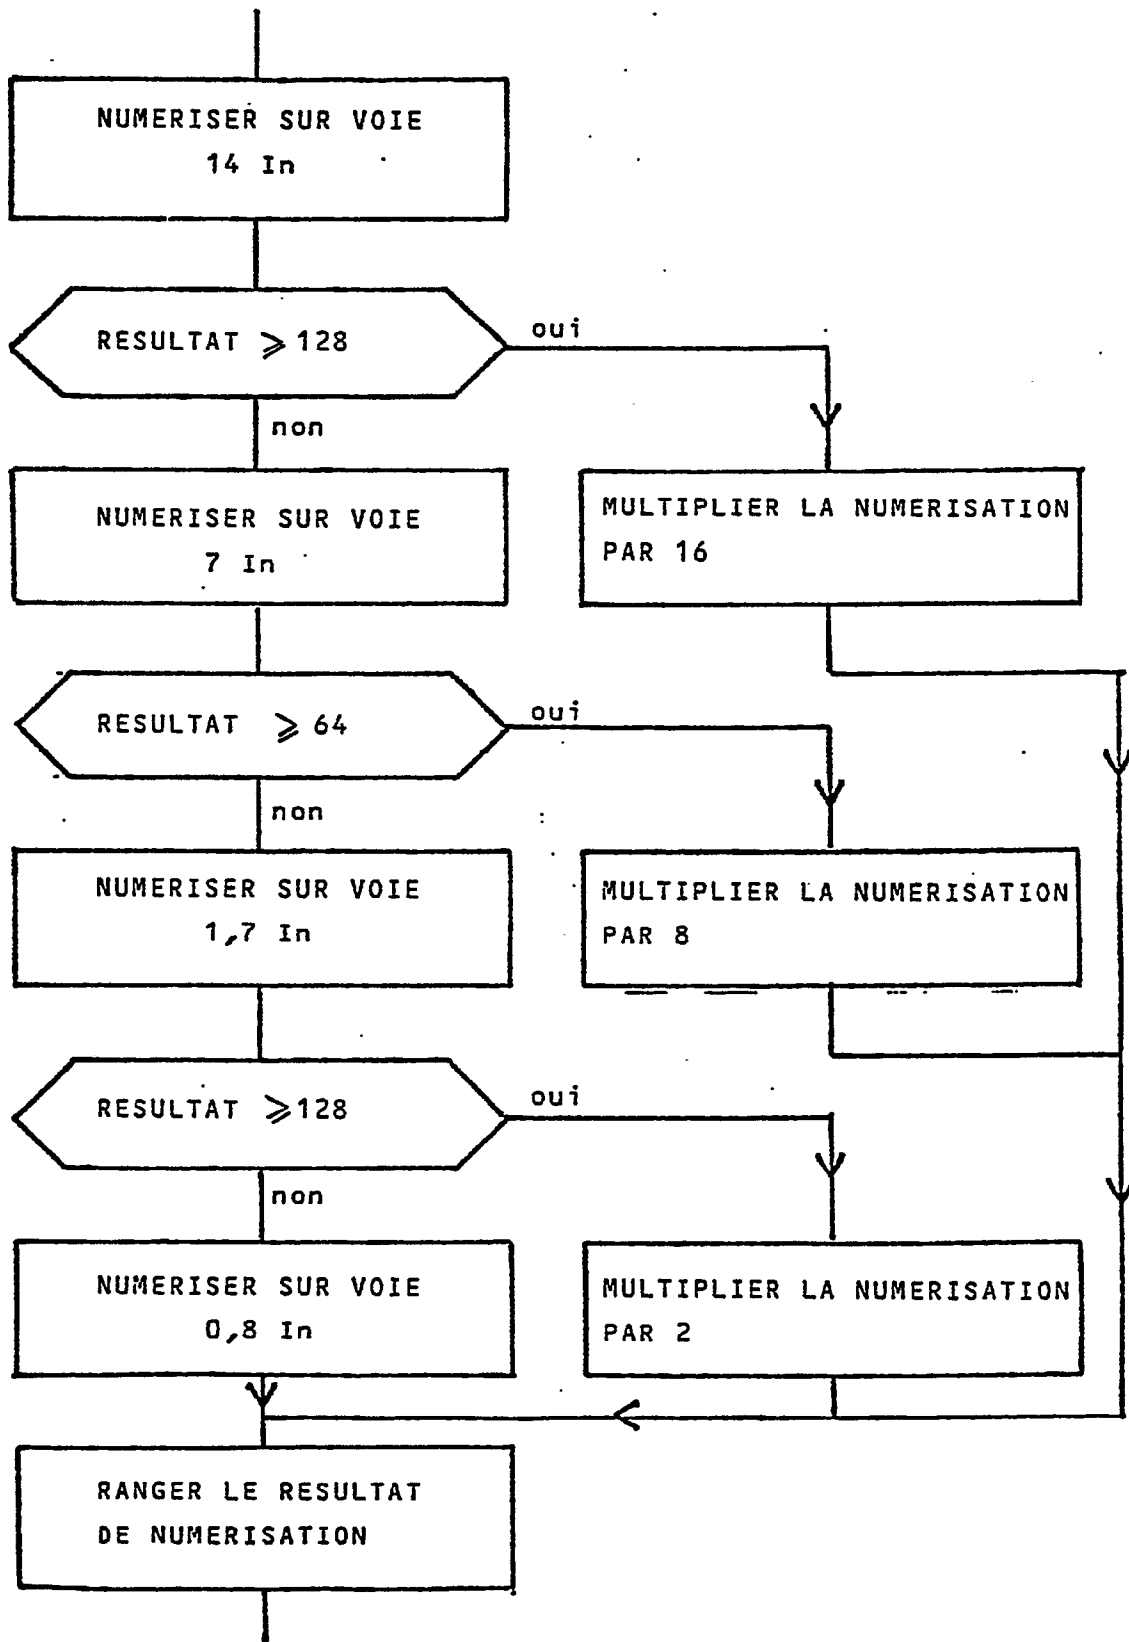 NUMERISER SUR VOIE
14 In
RESULTAT ⩾ 128
oui
non
NUMERISER SUR VOIE
7 In
MULTIPLIER LA NUMERISATION
PAR 16
RESULTAT ⩾ 64
oui
non
NUMERISER SUR VOIE
1,7 In
MULTIPLIER LA NUMERISATION
PAR 8
RESULTAT ⩾ 128
oui
non
NUMERISER SUR VOIE
0,8 In
MULTIPLIER LA NUMERISATION
PAR 2
RANGER LE RESULTAT
DE NUMERISATION